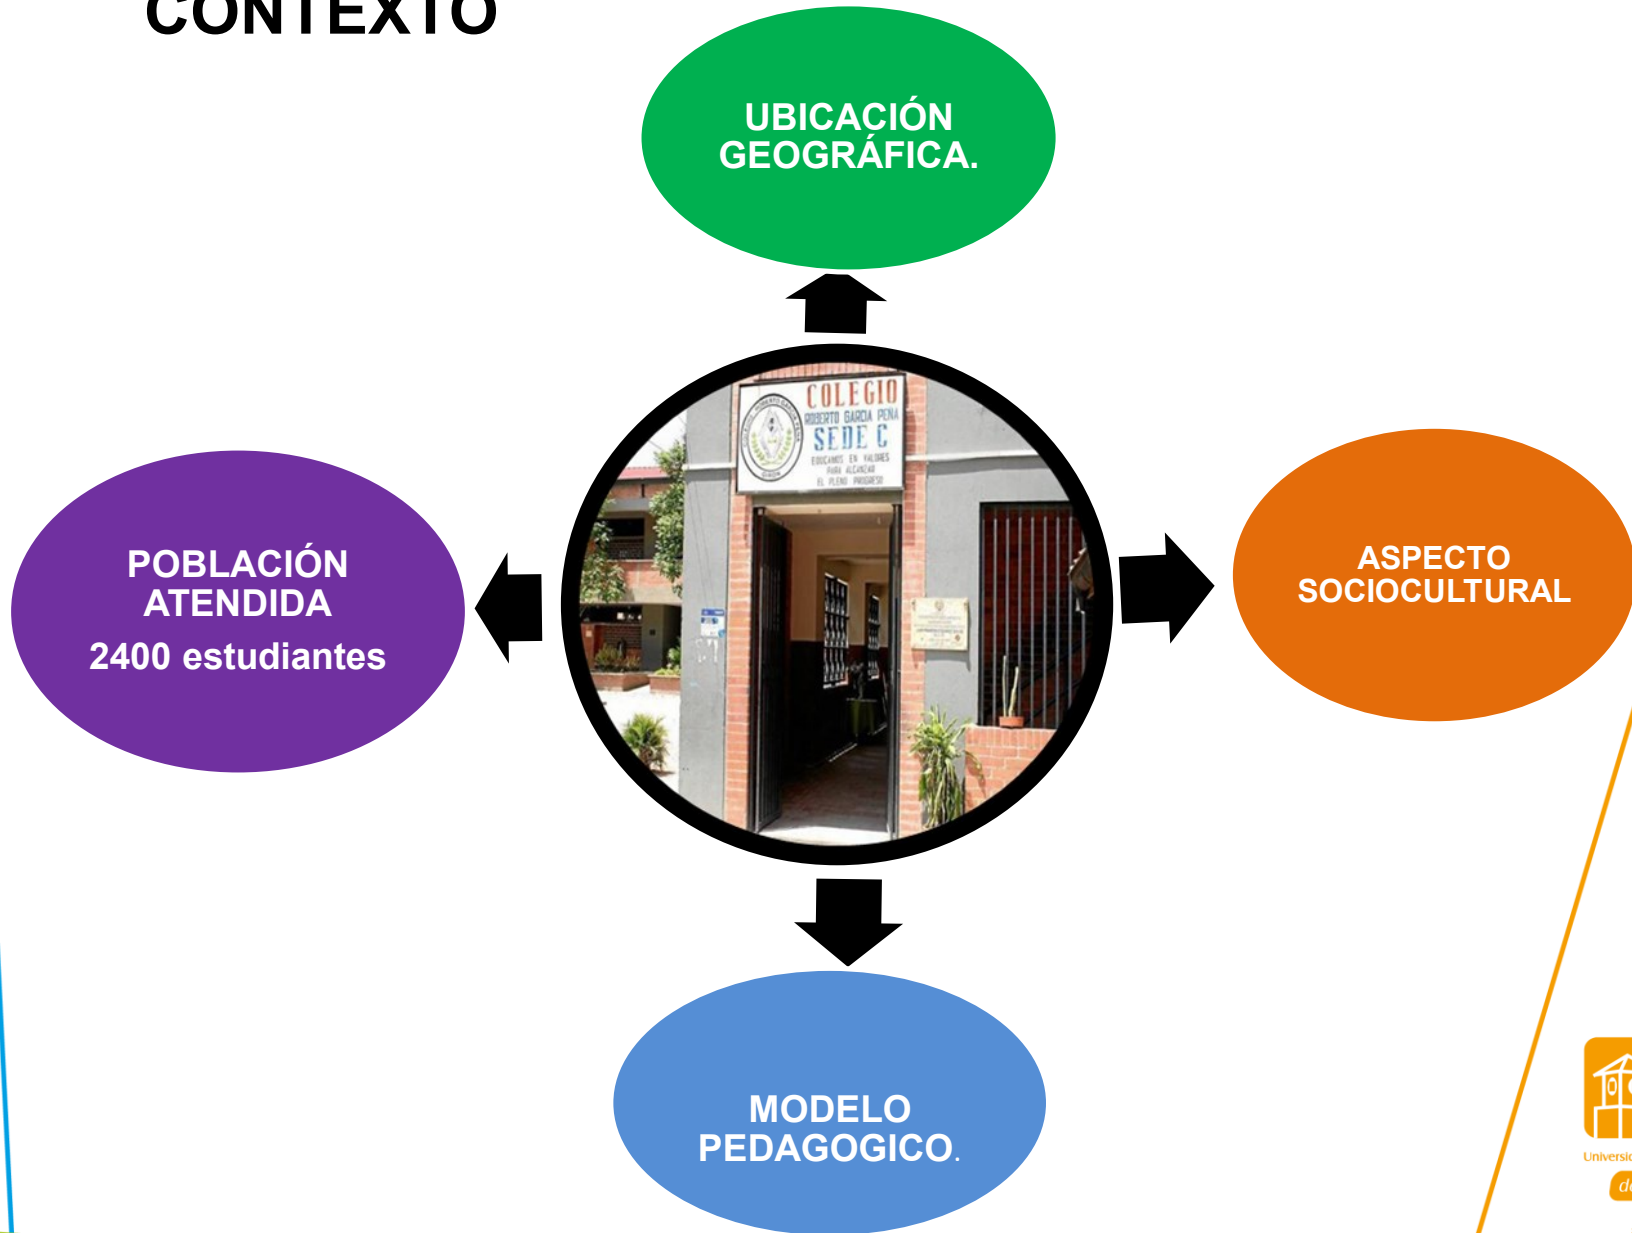 CONTEXTO
UBICACIÓN
GEOGRÁFICA.
COLEGIO
ROBERTO GARCIA PEÑA
SEDE C
EDUCAMOS EN VALORES
PARA ALCANZAR
EL PLENO PROGRESO
GIRON
POBLACIÓN
ATENDIDA
2400 estudiantes
ASPECTO
SOCIOCULTURAL
MODELO
PEDAGOGICO.